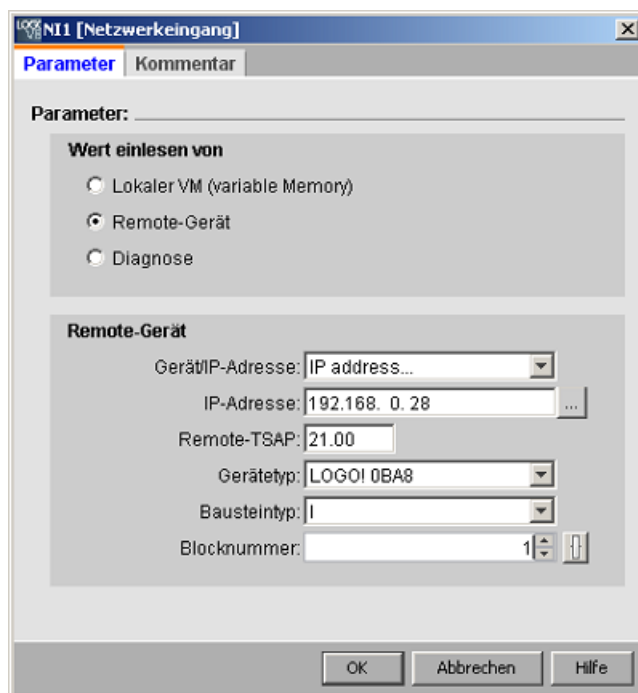 NI1 [Netzwerkeingang]
Parameter Kommentar
Parameter:
Wert einlesen von
Lokaler VM (variable Memory)
Remote-Gerät
Diagnose
Remote-Gerät
Gerät/IP-Adresse: IP address...
IP-Adresse: 192.168. 0. 28 ...
Remote-TSAP: 21.00
Gerätetyp: LOGO! 0BA8
Bausteintyp: I
Blocknummer: 1
OK Abbrechen Hilfe